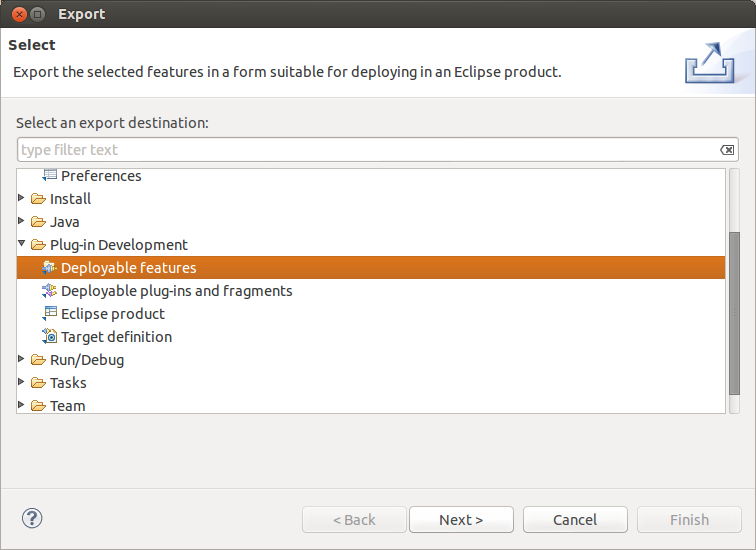 Export
Select
Export the selected features in a form suitable for deploying in an Eclipse product.
Select an export destination:
type filter text
Preferences
Install
Java
Plug-in Development
Deployable features
Deployable plug-ins and fragments
Eclipse product
Target definition
Run/Debug
Tasks
Team
?
< Back
Next >
Cancel
Finish